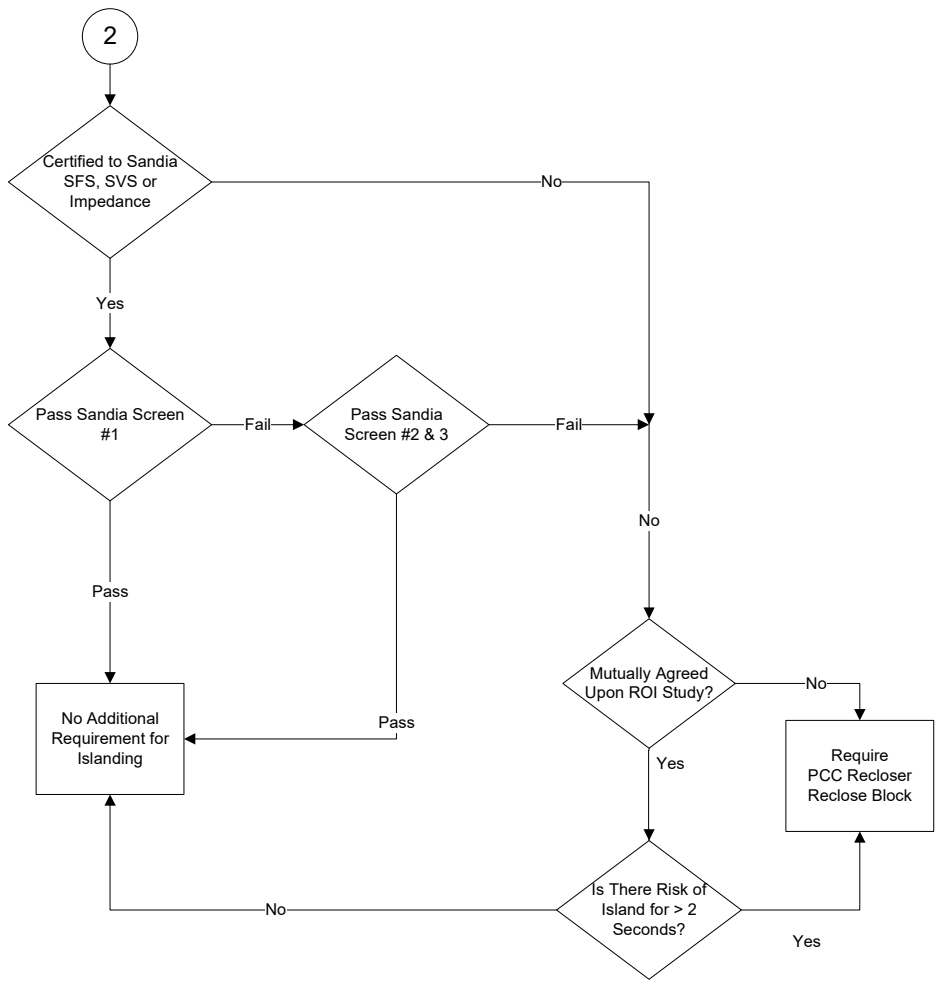 2
Certified to Sandia
SFS, SVS or
Impedance
No
Yes
Pass Sandia Screen
#1
Fail
Pass Sandia
Screen #2 & 3
Fail
No
Pass
Mutually Agreed
Upon ROI Study?
No
No Additional
Requirement for
Islanding
Pass
Yes
Require
PCC Recloser
Reclose Block
Is There Risk of
Island for > 2
Seconds?
No
Yes